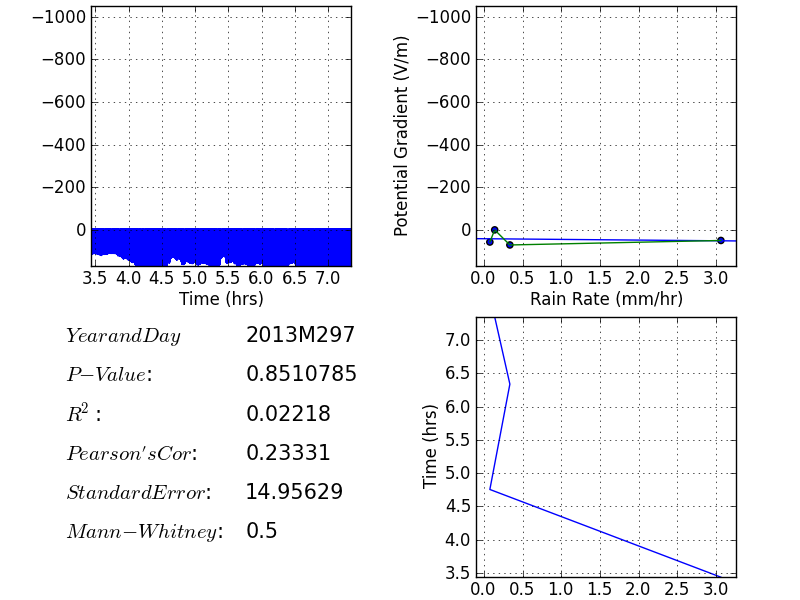 −1000
−800
−600
−400
−200
0
3.5 4.0 4.5 5.0 5.5 6.0 6.5 7.0
Time (hrs)
Potential Gradient (V/m)
−1000
−800
−600
−400
−200
0
0.0 0.5 1.0 1.5 2.0 2.5 3.0
Rain Rate (mm/hr)
YearandDay 2013M297
P−Value: 0.8510785
R²: 0.02218
Pearson'sCor: 0.23331
StandardError: 14.95629
Mann−Whitney: 0.5
Time (hrs)
7.0
6.5
6.0
5.5
5.0
4.5
4.0
3.5
0.0 0.5 1.0 1.5 2.0 2.5 3.0